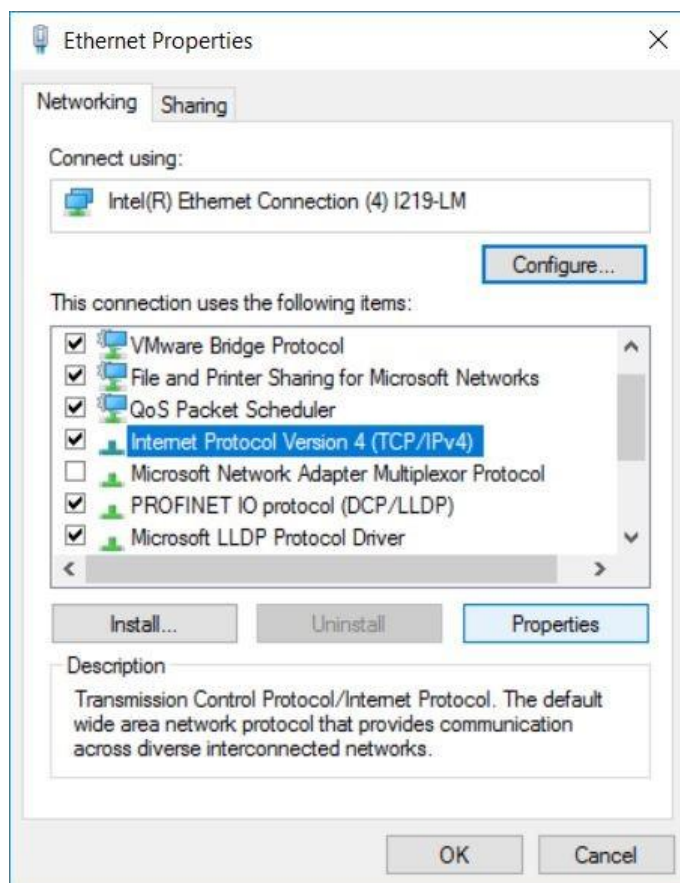 Ethernet Properties
Networking
Sharing
Connect using:
Intel(R) Ethernet Connection (4) I219-LM
Configure...
This connection uses the following items:
VMware Bridge Protocol
File and Printer Sharing for Microsoft Networks
QoS Packet Scheduler
Internet Protocol Version 4 (TCP/IPv4)
Microsoft Network Adapter Multiplexor Protocol
PROFINET IO protocol (DCP/LLDP)
Microsoft LLDP Protocol Driver
Install...
Uninstall
Properties
Description
Transmission Control Protocol/Internet Protocol. The default
wide area network protocol that provides communication
across diverse interconnected networks.
OK
Cancel